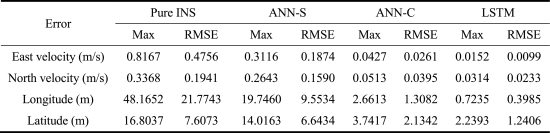 Error Pure INS ANN-S ANN-C LSTM
Max RMSE Max RMSE Max RMSE Max RMSE
East velocity (m/s) 0.8167 0.4756 0.3116 0.1874 0.0427 0.0261 0.0152 0.0099
North velocity (m/s) 0.3368 0.1941 0.2643 0.1590 0.0513 0.0395 0.0314 0.0233
Longitude (m) 48.1652 21.7743 19.7460 9.5534 2.6613 1.3082 0.7235 0.3985
Latitude (m) 16.8037 7.6073 14.0163 6.6434 3.7417 2.1342 2.2393 1.2406